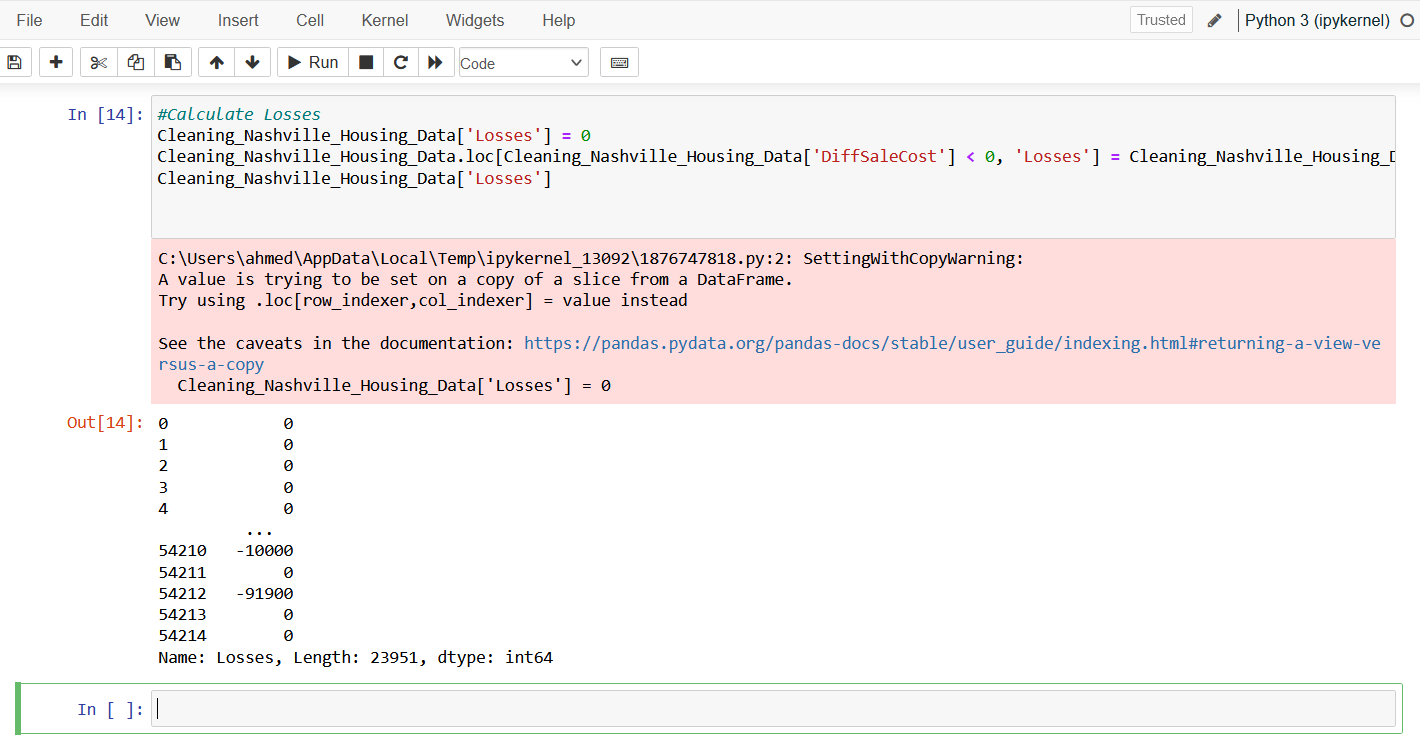 File Edit View Insert Cell Kernel Widgets Help Trusted Python 3 (ipykernel)
Run Code
In [14]: #Calculate Losses
Cleaning_Nashville_Housing_Data['Losses'] = 0
Cleaning_Nashville_Housing_Data.loc[Cleaning_Nashville_Housing_Data['DiffSaleCost'] < 0, 'Losses'] = Cleaning_Nashville_Housing_D
Cleaning_Nashville_Housing_Data['Losses']
C:\Users\ahmed\AppData\Local\Temp\ipykernel_13092\1876747818.py:2: SettingWithCopyWarning:
A value is trying to be set on a copy of a slice from a DataFrame.
Try using .loc[row_indexer,col_indexer] = value instead
See the caveats in the documentation: https://pandas.pydata.org/pandas-docs/stable/user_guide/indexing.html#returning-a-view-ve
rsus-a-copy
Cleaning_Nashville_Housing_Data['Losses'] = 0
Out[14]: 0 0
1 0
2 0
3 0
4 0
...
54210 -10000
54211 0
54212 -91900
54213 0
54214 0
Name: Losses, Length: 23951, dtype: int64
In [ ]: